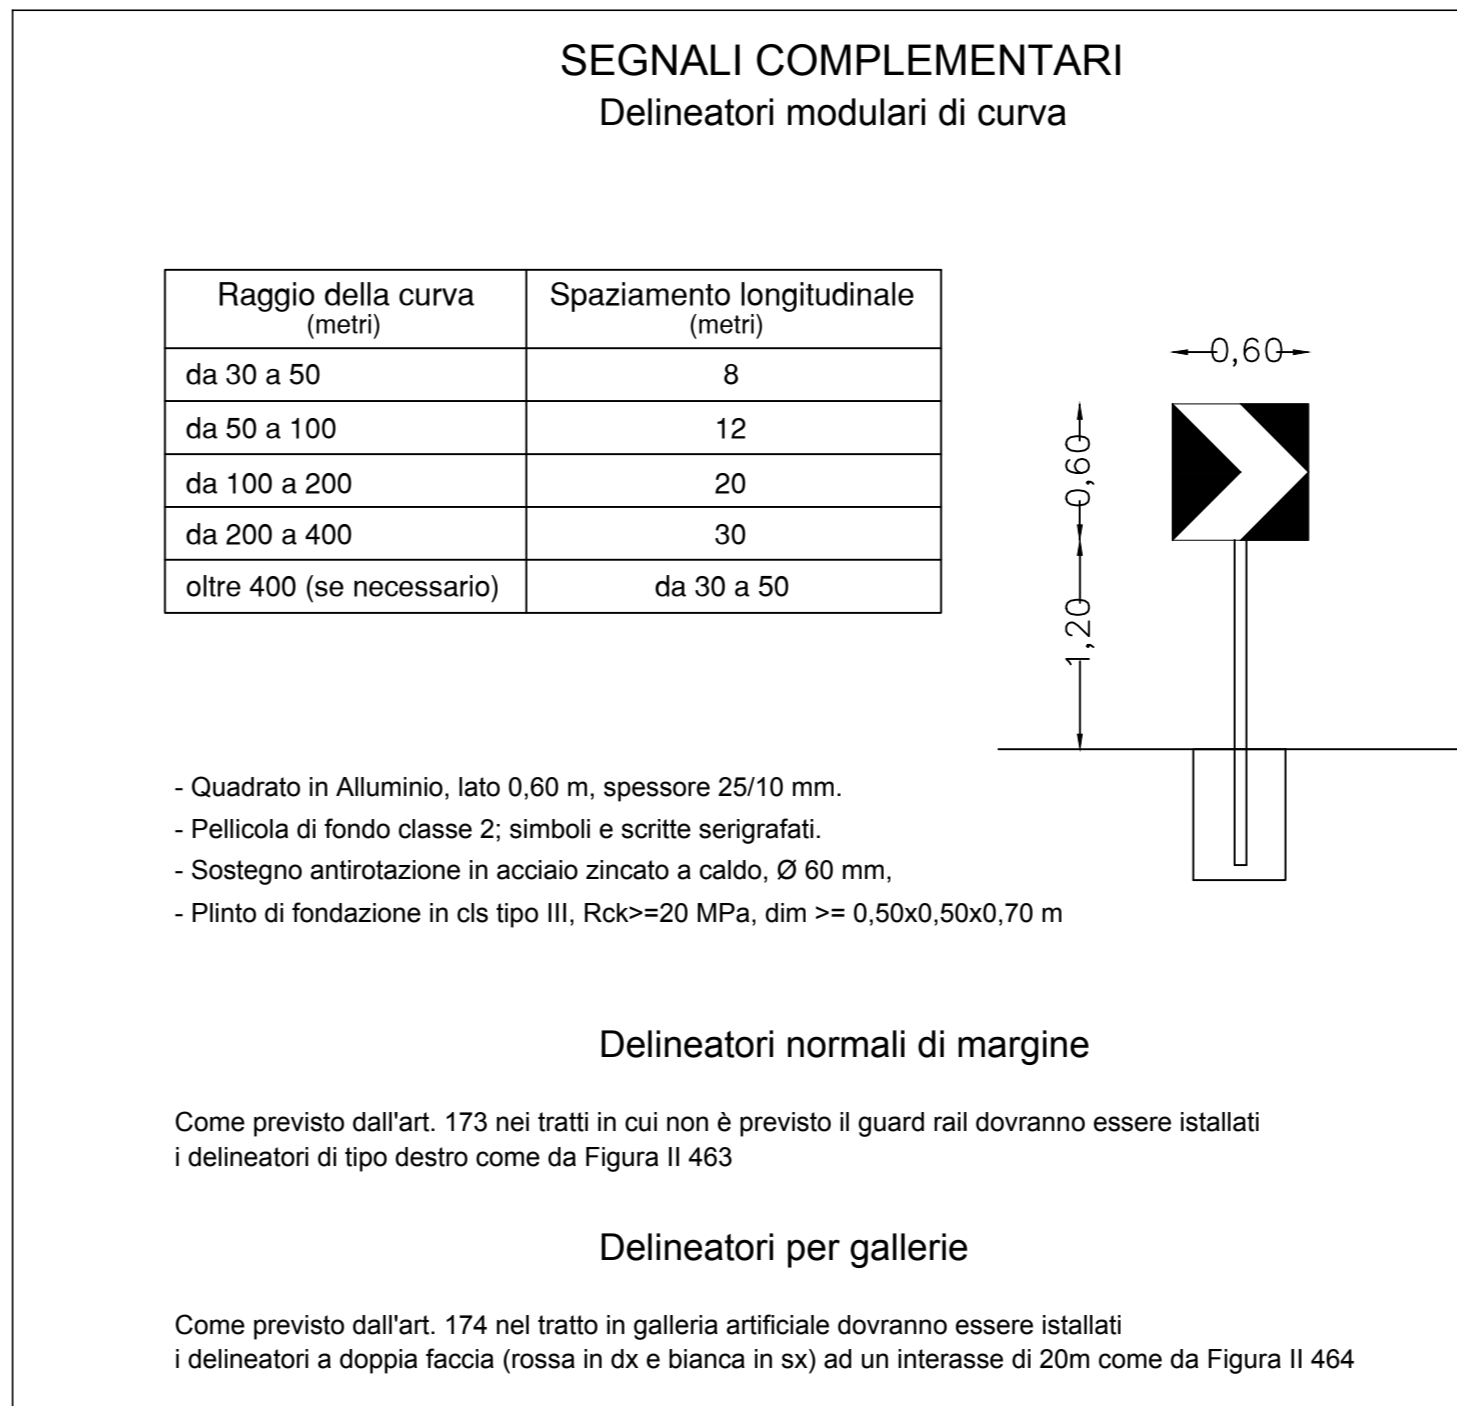 SEGNALI COMPLEMENTARI
Delineatori modulari di curva
Raggio della curva Spaziamento longitudinale
(metri) (metri)
da 30 a 50 8
da 50 a 100 12
da 100 a 200 20
da 200 a 400 30
oltre 400 (se necessario) da 30 a 50
0,60
0,60
1,20
- Quadrato in Alluminio, lato 0,60 m, spessore 25/10 mm.
- Pellicola di fondo classe 2; simboli e scritte serigrafati.
- Sostegno antirotazione in acciaio zincato a caldo, Ø 60 mm,
- Plinto di fondazione in cls tipo III, Rck>=20 MPa, dim >= 0,50x0,50x0,70 m
Delineatori normali di margine
Come previsto dall'art. 173 nei tratti in cui non è previsto il guard rail dovranno essere istallati
i delineatori di tipo destro come da Figura II 463
Delineatori per gallerie
Come previsto dall'art. 174 nel tratto in galleria artificiale dovranno essere istallati
i delineatori a doppia faccia (rossa in dx e bianca in sx) ad un interasse di 20m come da Figura II 464